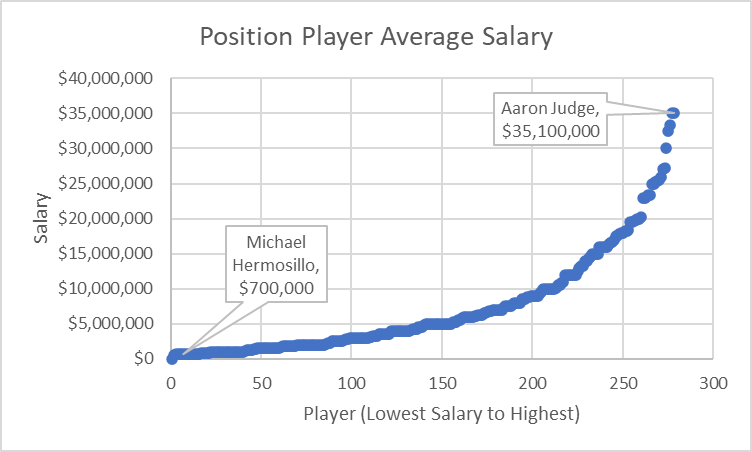 Position Player Average Salary
$40,000,000
$35,000,000
$30,000,000
$25,000,000
$20,000,000
$15,000,000
$10,000,000
$5,000,000
$0
Salary
Aaron Judge,
$35,100,000
Michael
Hermosillo,
$700,000
0 50 100 150 200 250 300
Player (Lowest Salary to Highest)